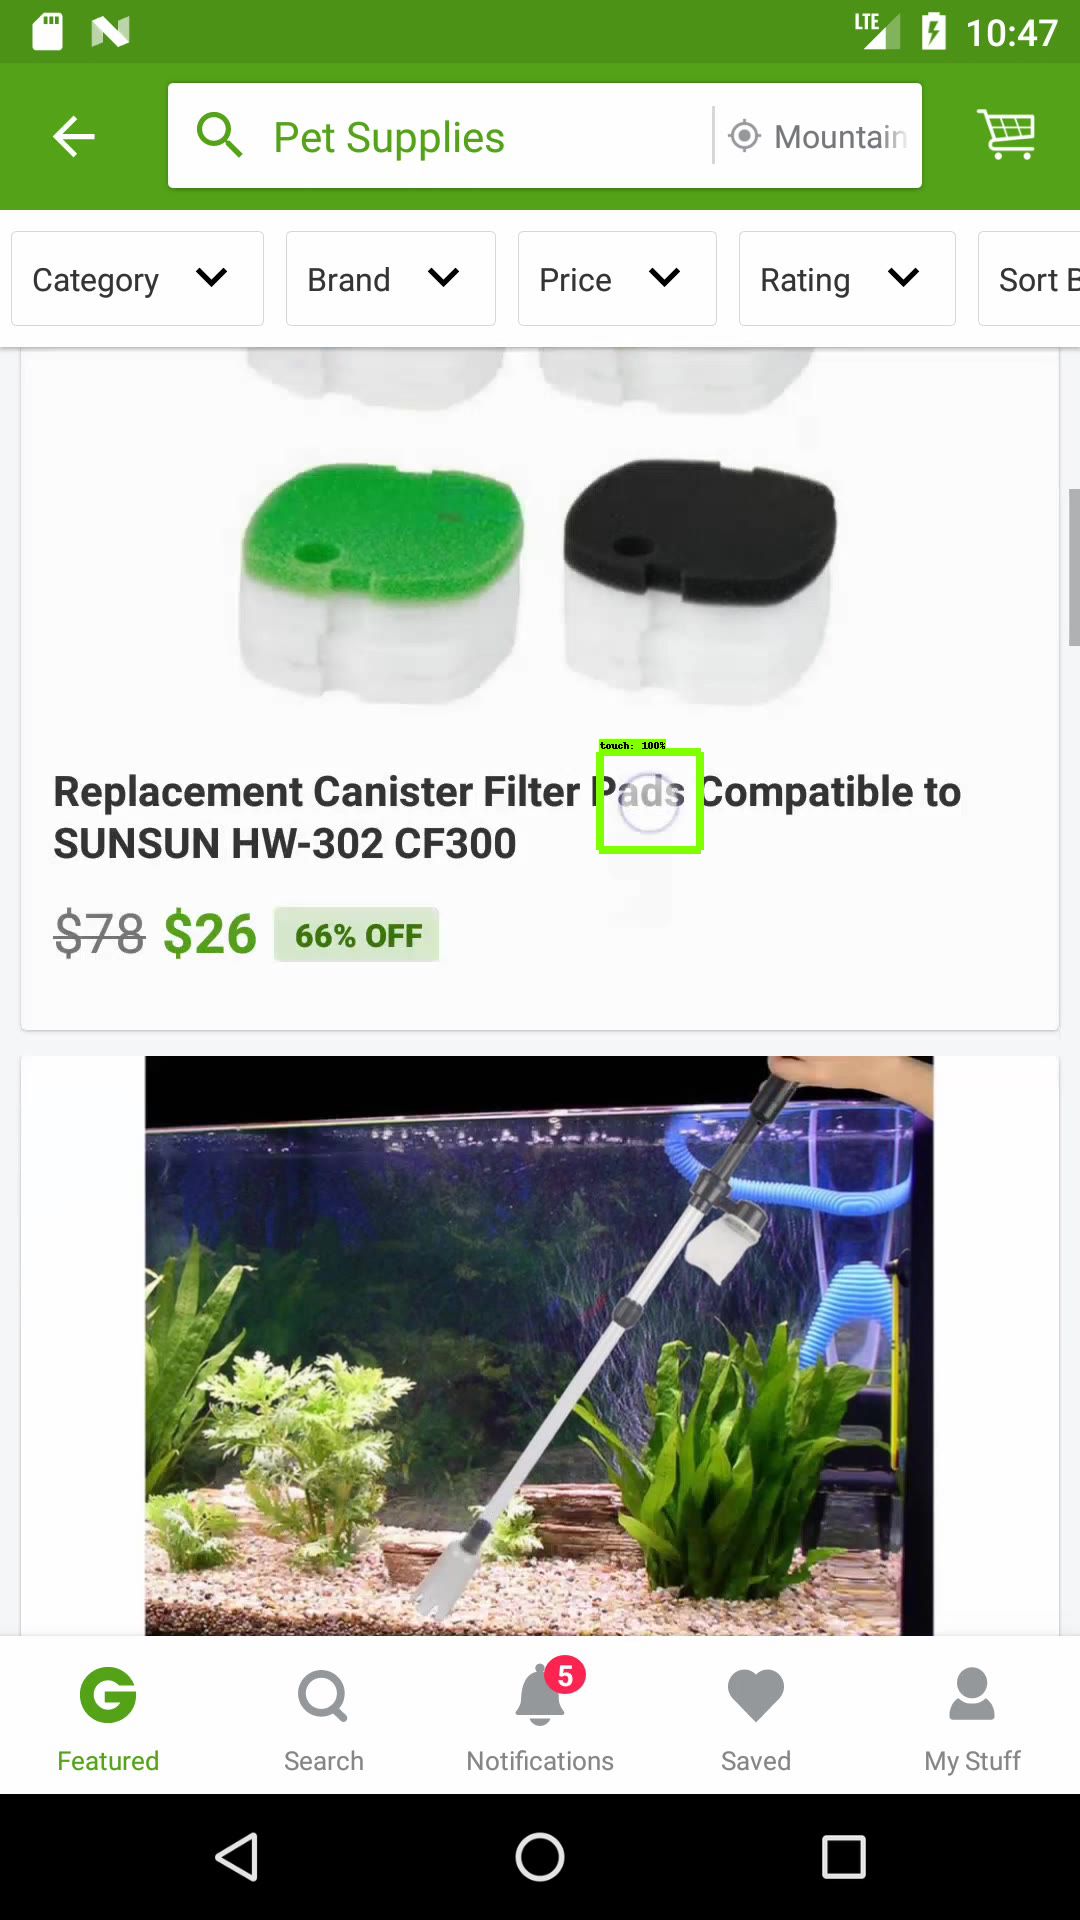 LTE 10:47
Pet Supplies
Mountain
Category
Brand
Price
Rating
Sort B
touch: 100%
Replacement Canister Filter Pads Compatible to
SUNSUN HW-302 CF300
$78 $26 66% OFF
5
Featured
Search
Notifications
Saved
My Stuff